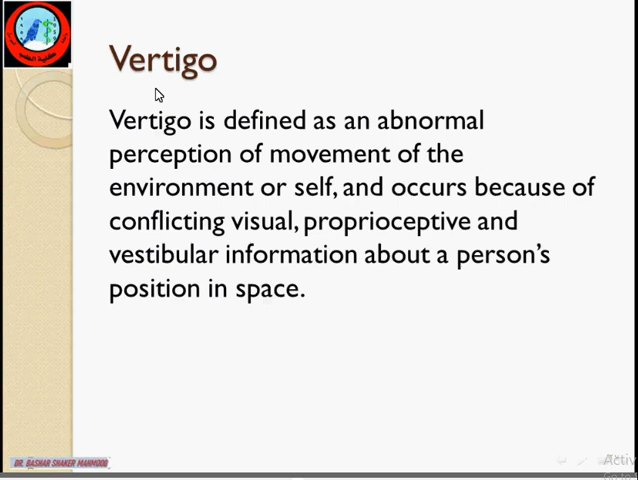 Vertigo
Vertigo is defined as an abnormal
perception of movement of the
environment or self, and occurs because of
conflicting visual, proprioceptive and
vestibular information about a person's
position in space.
DR. BASHAR SHAKER MAHMOOD
Activ